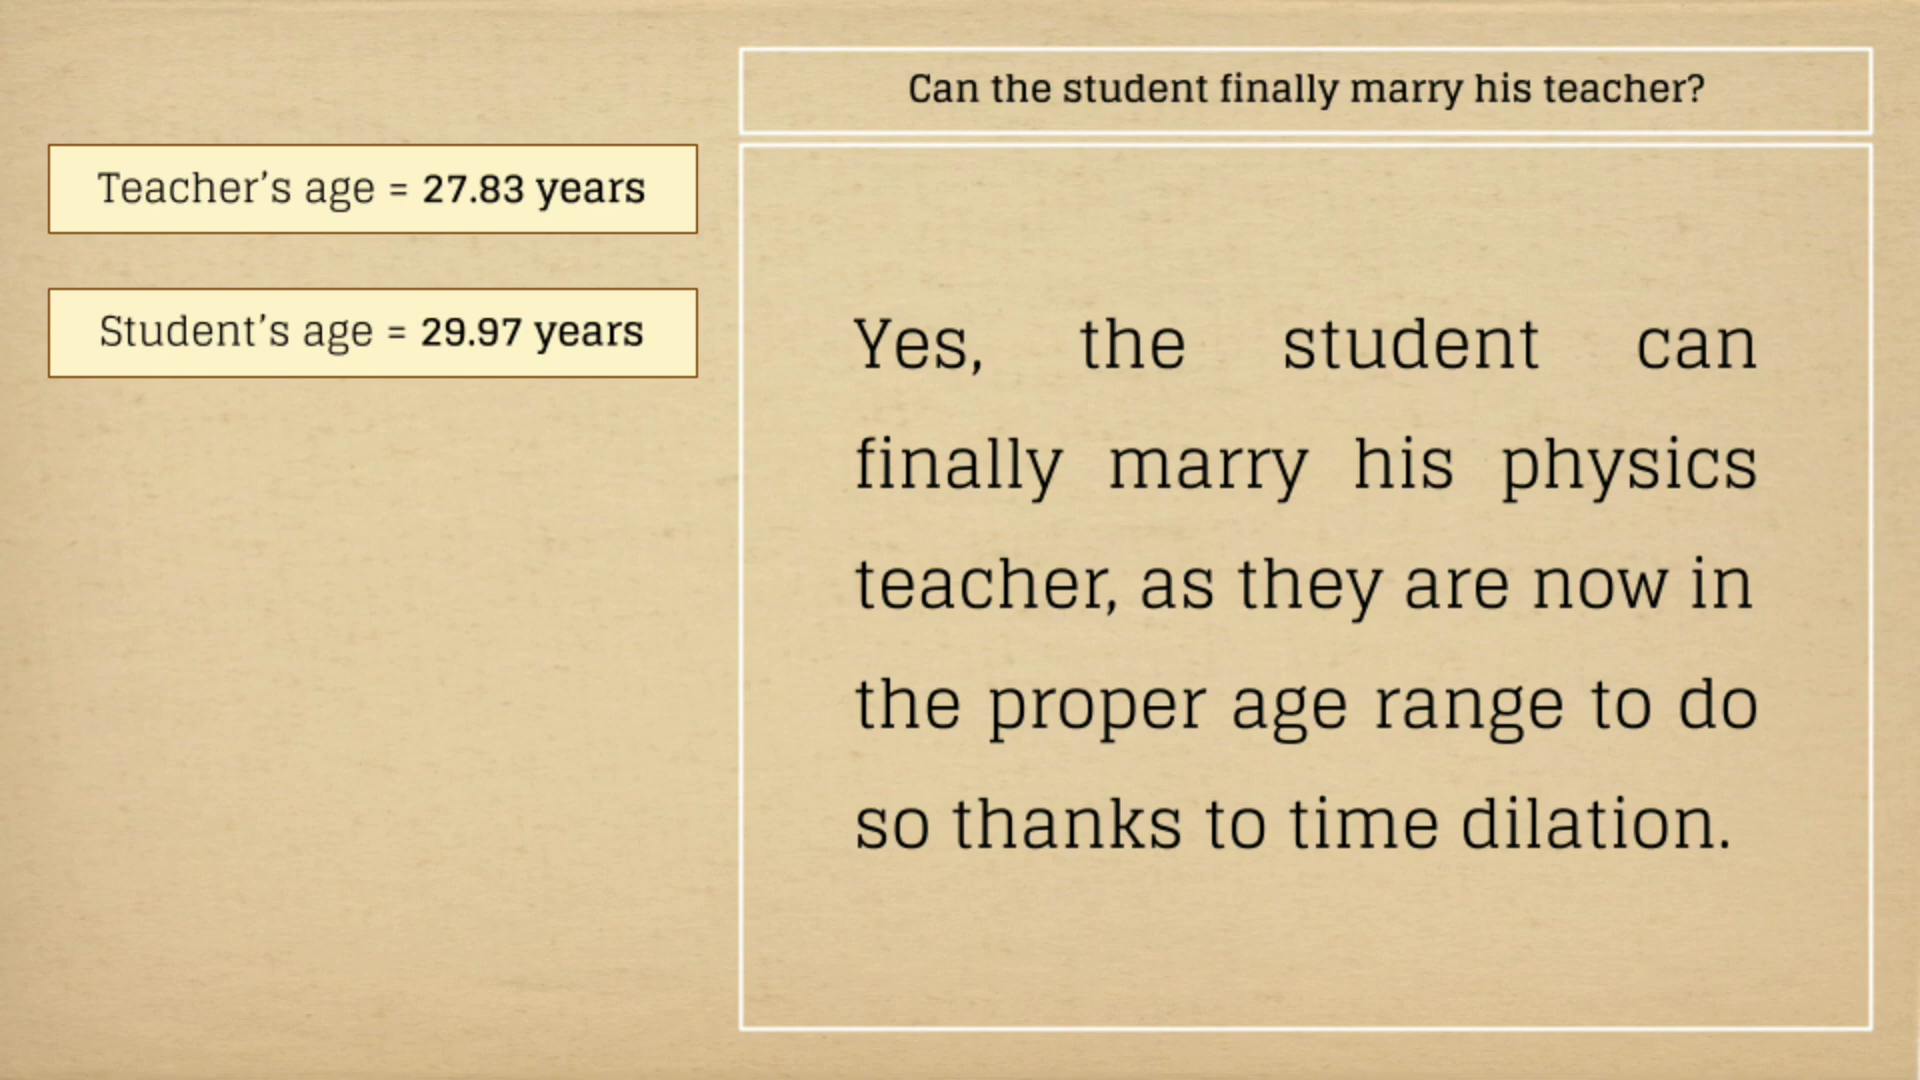 Can the student finally marry his teacher?
Teacher’s age = 27.83 years
Student’s age = 29.97 years
Yes, the student can
finally marry his physics
teacher, as they are now in
the proper age range to do
so thanks to time dilation.